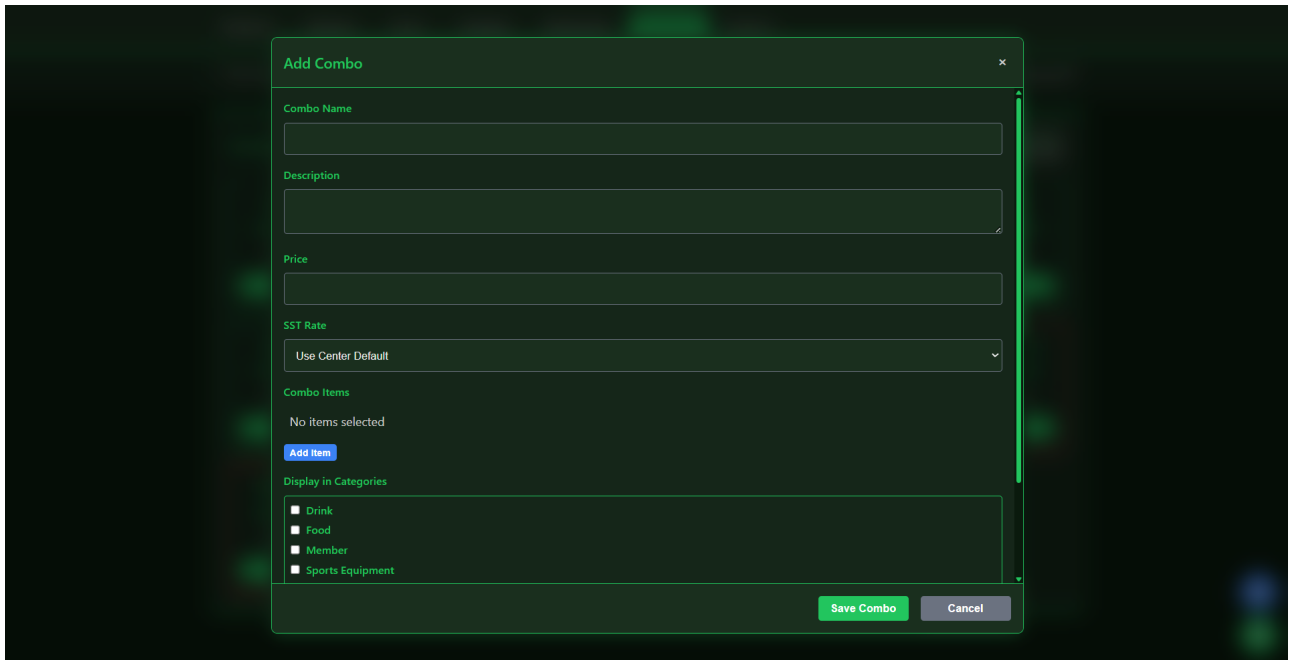 Add Combo
×
Combo Name
Description
Price
SST Rate
Use Center Default
Combo Items
No items selected
Add Item
Display in Categories
Drink
Food
Member
Sports Equipment
Save Combo
Cancel